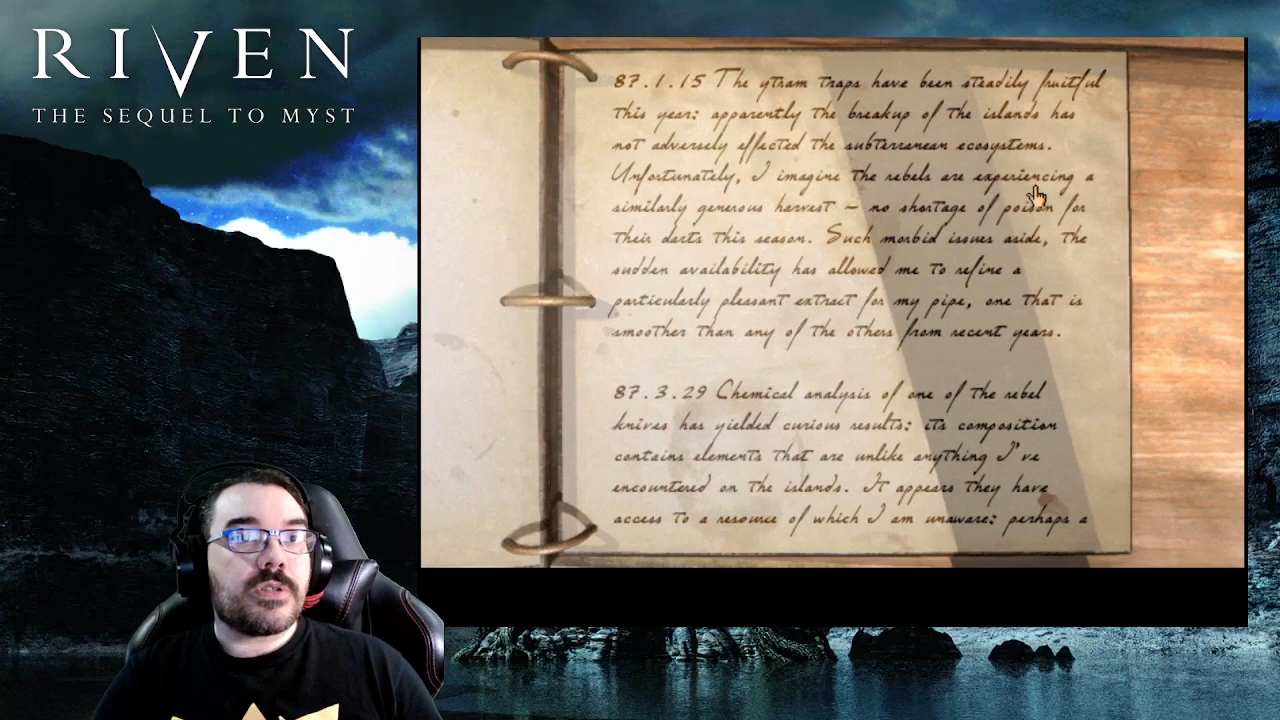 RIVEN
THE SEQUEL TO MYST
87.1.15 The ytram traps have been steadily fruitful
this year: apparently the breakup of the islands has
not adversely effected the subterranean ecosystems.
Unfortunately, I imagine the rebels are experiencing a
similarly generous harvest – no shortage of poison for
their darts this season. Such morbid issues aside, the
sudden availability has allowed me to refine a
particularly pleasant extract for my pipe, one that is
smoother than any of the others from recent years.
87.3.29 Chemical analysis of one of the rebel
knives has yielded curious results: its composition
contains elements that are unlike anything I've
encountered on the islands. It appears they have
access to a resource of which I am unaware: perhaps a